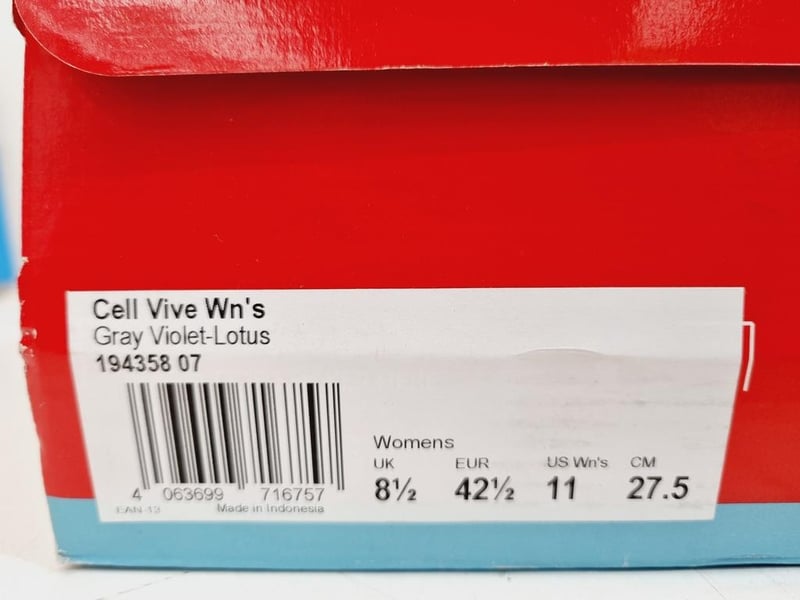 Cell Vive Wn's
Gray Violet-Lotus
194358 07
4 063699 716757
EAN-13 Made in Indonesia
Womens
UK EUR US Wn's CM
8½ 42½ 11 27.5